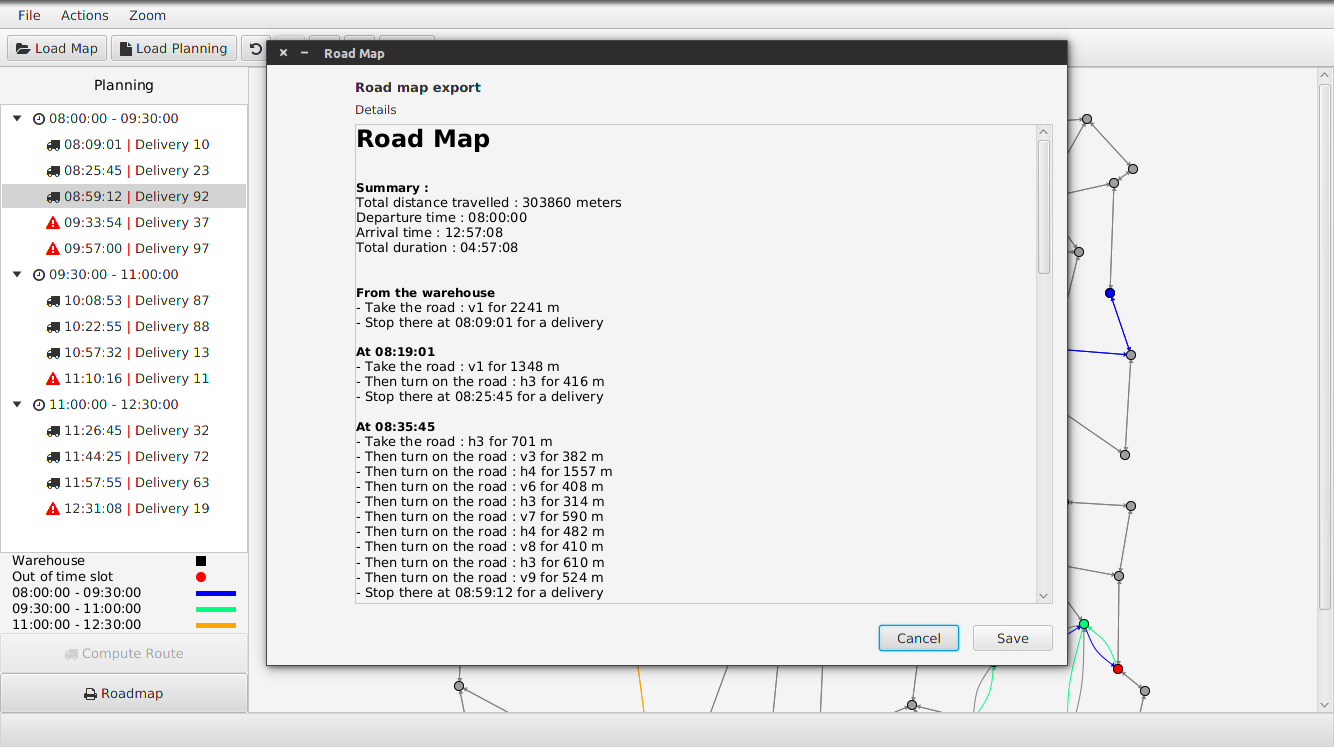 File Actions Zoom
Load Map Load Planning
Planning
08:00:00 - 09:30:00
08:09:01 | Delivery 10
08:25:45 | Delivery 23
08:59:12 | Delivery 92
09:33:54 | Delivery 37
09:57:00 | Delivery 97
09:30:00 - 11:00:00
10:08:53 | Delivery 87
10:22:55 | Delivery 88
10:57:32 | Delivery 13
11:10:16 | Delivery 11
11:00:00 - 12:30:00
11:26:45 | Delivery 32
11:44:25 | Delivery 72
11:57:55 | Delivery 63
12:31:08 | Delivery 19
Warehouse
Out of time slot
08:00:00 - 09:30:00
09:30:00 - 11:00:00
11:00:00 - 12:30:00
Compute Route
Roadmap
Road Map
Road map export
Details
Road Map
Summary :
Total distance travelled : 303860 meters
Departure time : 08:00:00
Arrival time : 12:57:08
Total duration : 04:57:08
From the warehouse
- Take the road : v1 for 2241 m
- Stop there at 08:09:01 for a delivery
At 08:19:01
- Take the road : v1 for 1348 m
- Then turn on the road : h3 for 416 m
- Stop there at 08:25:45 for a delivery
At 08:35:45
- Take the road : h3 for 701 m
- Then turn on the road : v3 for 382 m
- Then turn on the road : h4 for 1557 m
- Then turn on the road : v6 for 408 m
- Then turn on the road : h3 for 314 m
- Then turn on the road : v7 for 590 m
- Then turn on the road : h4 for 482 m
- Then turn on the road : v8 for 410 m
- Then turn on the road : h3 for 610 m
- Then turn on the road : v9 for 524 m
- Stop there at 08:59:12 for a delivery
Cancel Save